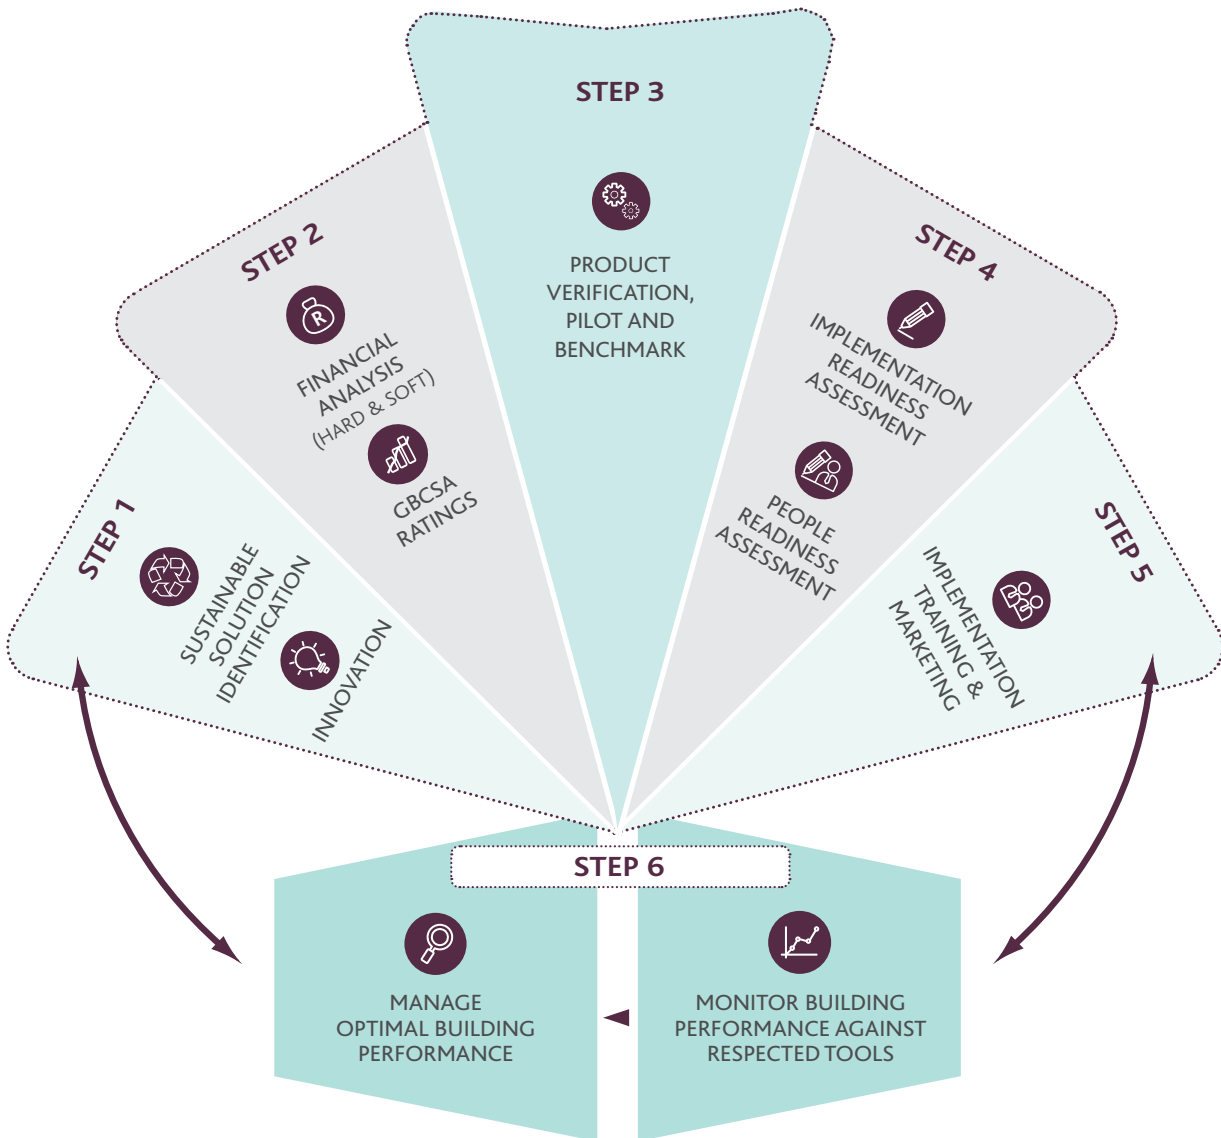 STEP 1
SUSTAINABLE
SOLUTION
IDENTIFICATION
INNOVATION
STEP 2
R
FINANCIAL
ANALYSIS
(HARD & SOFT)
GBCSA
RATINGS
STEP 3
PRODUCT
VERIFICATION,
PILOT AND
BENCHMARK
STEP 4
IMPLEMENTATION
READINESS
ASSESSMENT
PEOPLE
READINESS
ASSESSMENT
STEP 5
IMPLEMENTATION
TRAINING &
MARKETING
STEP 6
MANAGE
OPTIMAL BUILDING
PERFORMANCE
MONITOR BUILDING
PERFORMANCE AGAINST
RESPECTED TOOLS